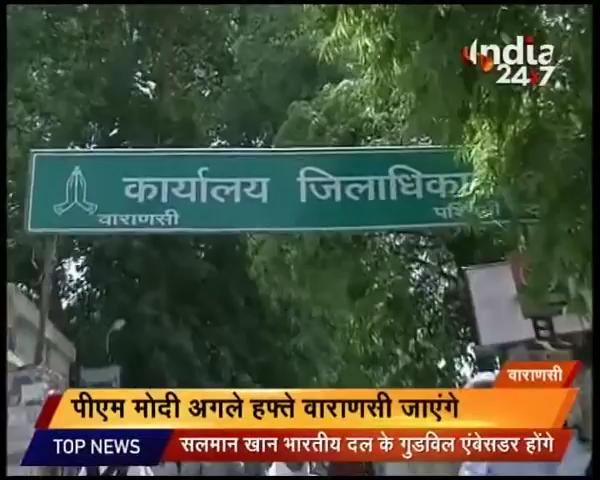 India
24x7
कार्यालय जिलाधिका
वाराणसी
वाराणसी
पीएम मोदी अगले हफ्ते वाराणसी जाएंगे
TOP NEWS सलमान खान भारतीय दल के गुडविल एंबेसडर होंगे